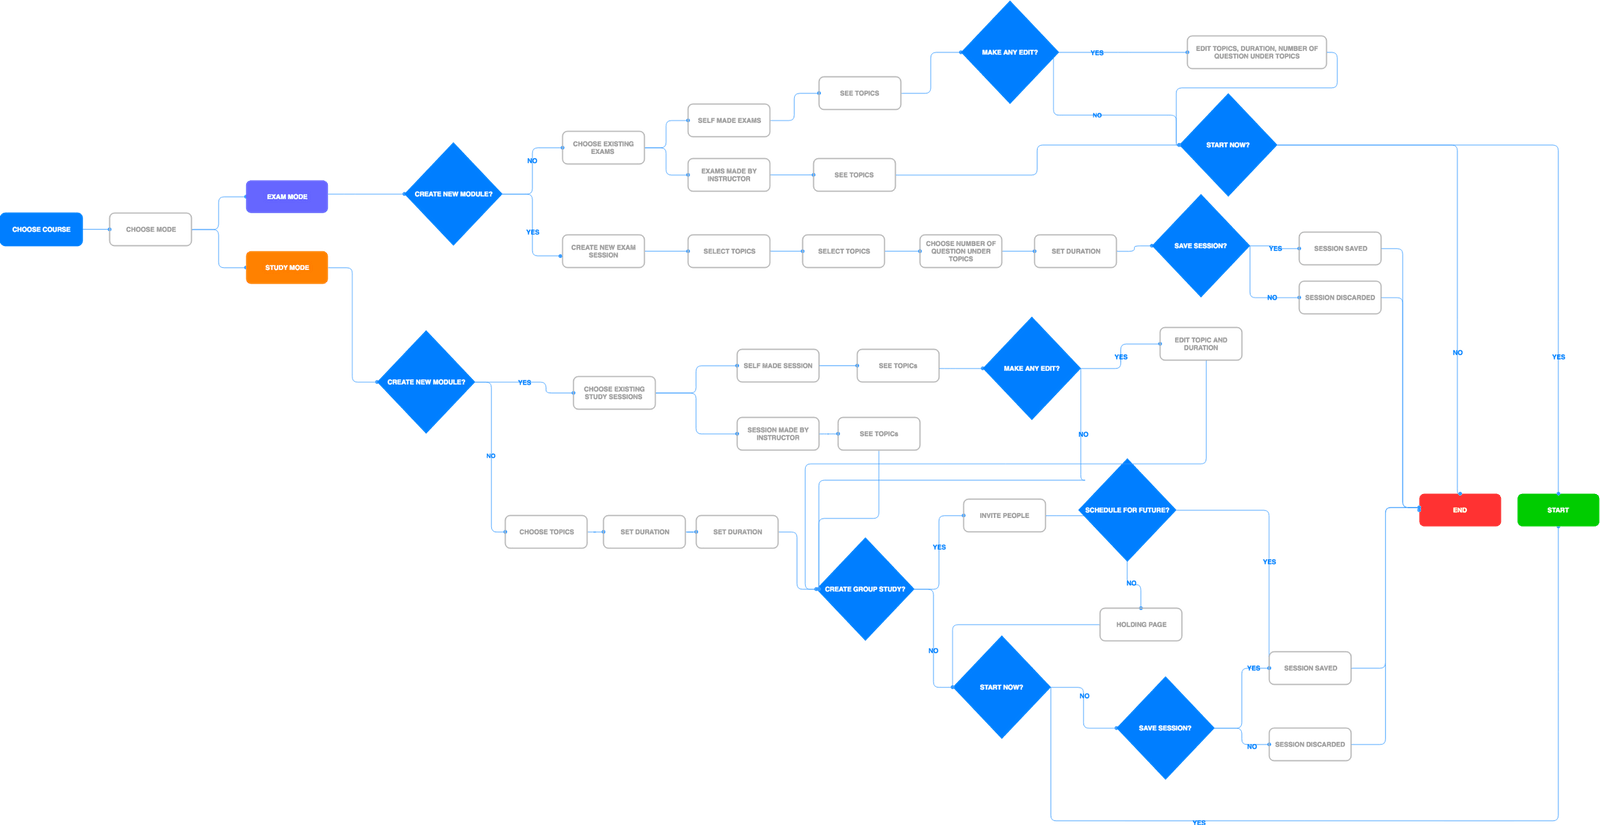 MAKE ANY EDIT?
YES
EDIT TOPICS, DURATION, NUMBER OF
QUESTION UNDER TOPICS
SEE TOPICS
NO
SELF MADE EXAMS
CHOOSE EXISTING
EXAMS
NO
START NOW?
EXAMS MADE BY
INSTRUCTOR
SEE TOPICS
EXAM MODE
CREATE NEW MODULE?
CHOOSE COURSE
CHOOSE MODE
YES
CREATE NEW EXAM
SESSION
SELECT TOPICS
SELECT TOPICS
CHOOSE NUMBER OF
QUESTION UNDER
TOPICS
SET DURATION
SAVE SESSION?
YES
SESSION SAVED
STUDY MODE
NO
SESSION DISCARDED
EDIT TOPIC AND
DURATION
NO
YES
YES
SELF MADE SESSION
SEE TOPICs
MAKE ANY EDIT?
CREATE NEW MODULE?
YES
CHOOSE EXISTING
STUDY SESSIONS
SESSION MADE BY
INSTRUCTOR
SEE TOPICs
NO
NO
INVITE PEOPLE
SCHEDULE FOR FUTURE?
END
START
CHOOSE TOPICS
SET DURATION
SET DURATION
YES
YES
CREATE GROUP STUDY?
NO
HOLDING PAGE
NO
YES
SESSION SAVED
START NOW?
NO
SAVE SESSION?
NO
SESSION DISCARDED
YES